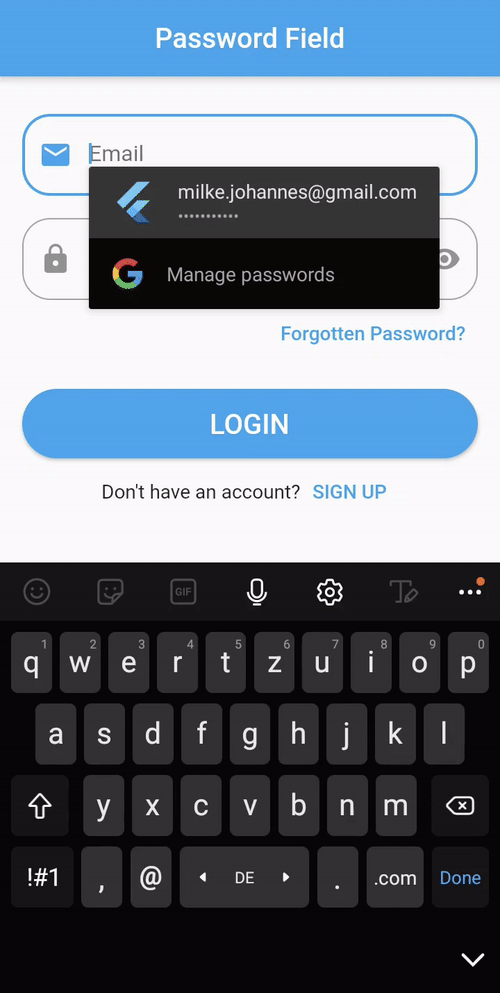 Password Field
Email
milke.johannes@gmail.com
•••••••••••
Manage passwords
Forgotten Password?
LOGIN
Don't have an account? SIGN UP
GIF
1 2 3 4 5 6 7 8 9 0
q w e r t z u i o p
a s d f g h j k l
y x c v b n m
!#1 , @ DE . .com Done